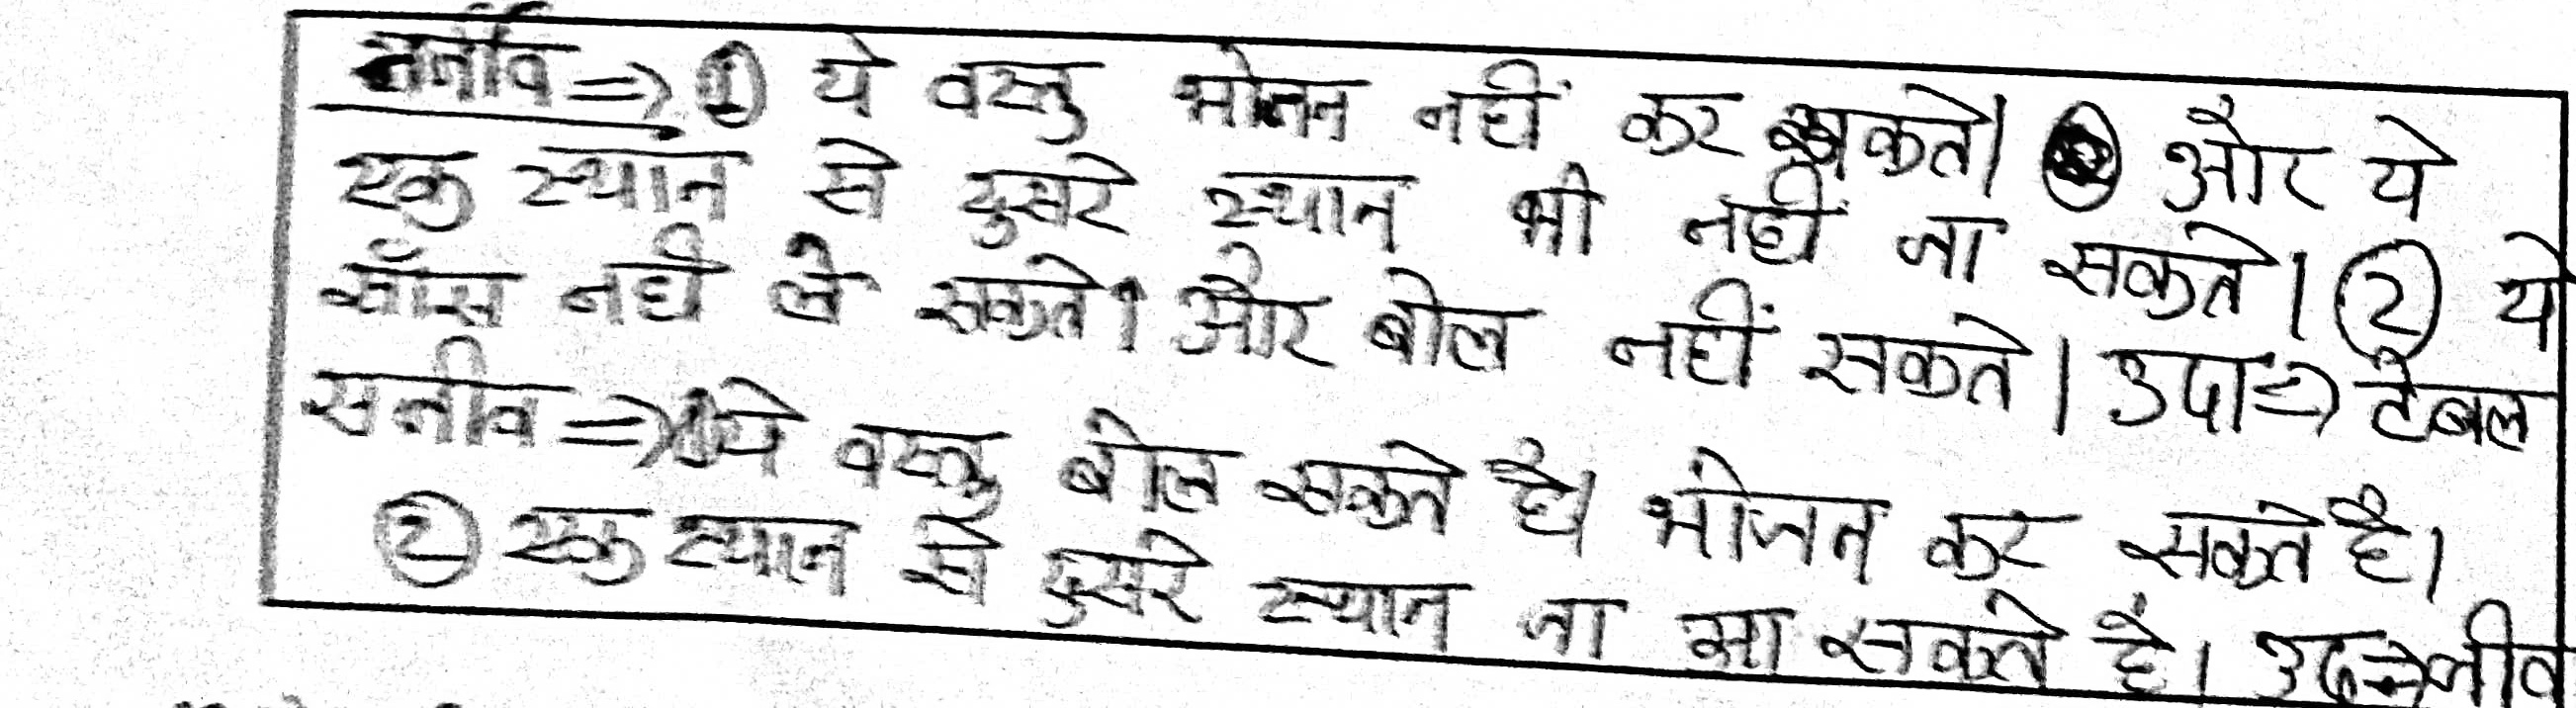 निर्जीव => ① ये वस्तु भोजन नहीं कर सकते। और ये
एक स्थान से दुसरे स्थान भी नहीं जा सकते। ② ये
साँस नहीं ले सकते। और बोल नहीं सकते। उदा=> टेबल
सजीव => ① ये वस्तु बोल सकते है। भोजन कर सकते है।
② एक स्थान से दुसरे स्थान जा आ सकते है। उदा=> जीव